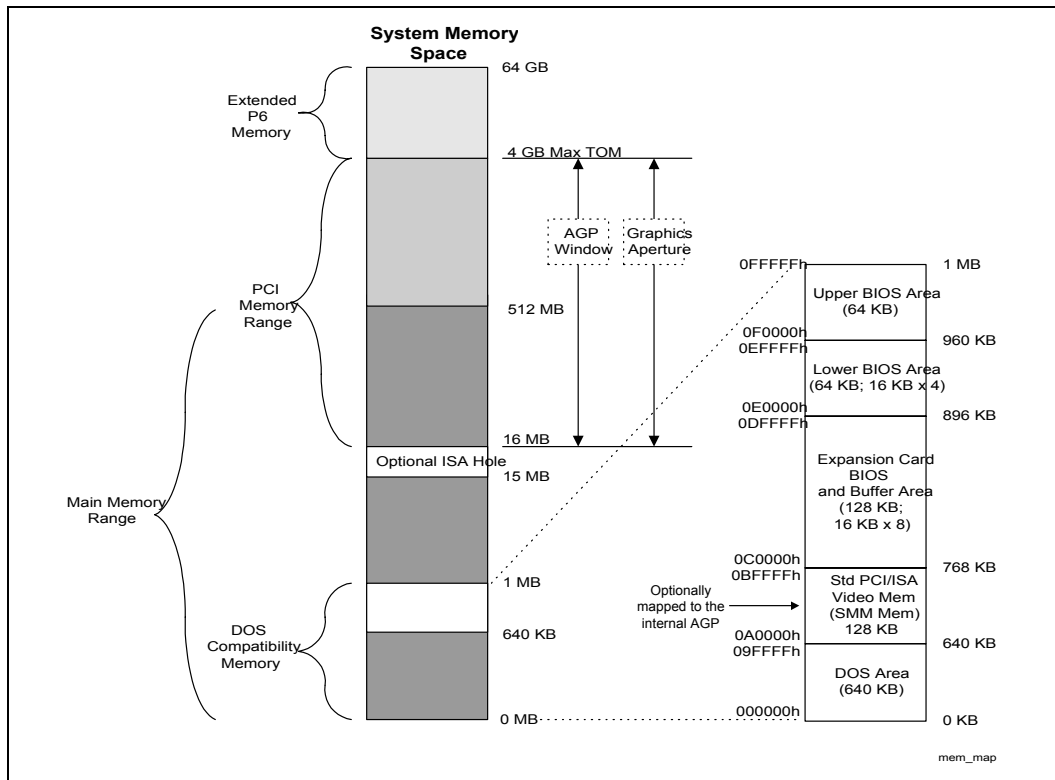 System Memory
Space
64 GB
Extended
P6
Memory
4 GB Max TOM
AGP
Window
Graphics
Aperture
PCI
Memory
Range
512 MB
16 MB
Optional ISA Hole
15 MB
Main Memory
Range
1 MB
DOS
Compatibility
Memory
640 KB
0 MB
0FFFFFh
1 MB
Upper BIOS Area
(64 KB)
0F0000h
960 KB
0EFFFFh
Lower BIOS Area
(64 KB; 16 KB x 4)
0E0000h
896 KB
0DFFFFh
Expansion Card
BIOS
and Buffer Area
(128 KB;
16 KB x 8)
0C0000h
768 KB
0BFFFFh
Optionally
mapped to the
internal AGP
Std PCI/ISA
Video Mem
(SMM Mem)
128 KB
0A0000h
640 KB
09FFFFh
DOS Area
(640 KB)
000000h
0 KB
mem_map